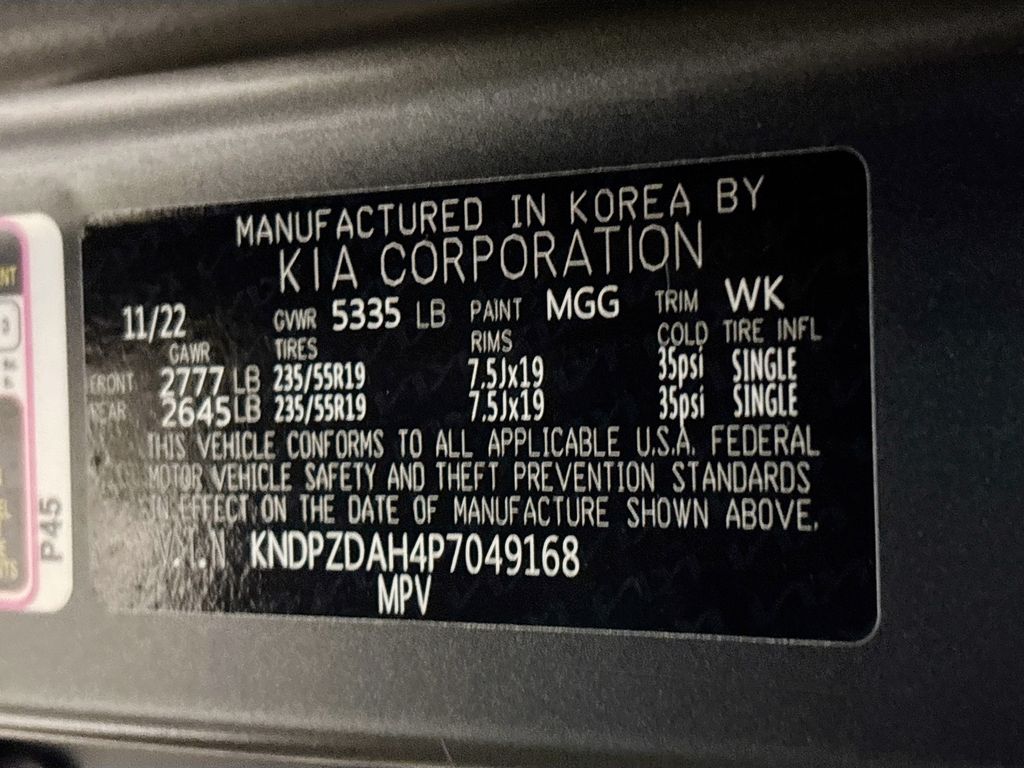 MANUFACTURED IN KOREA BY
KIA CORPORATION
11/22 GVWR 5335 LB PAINT MGG TRIM WK
GAWR TIRES RIMS COLD TIRE INFL
FRONT 2777 LB 235/55R19 7.5Jx19 35psi SINGLE
REAR 2645 LB 235/55R19 7.5Jx19 35psi SINGLE
THIS VEHICLE CONFORMS TO ALL APPLICABLE U.S.A. FEDERAL
MOTOR VEHICLE SAFETY AND THEFT PREVENTION STANDARDS
IN EFFECT ON THE DATE OF MANUFACTURE SHOWN ABOVE.
V.I.N KNDPZDAH4P7049168
MPV
P45